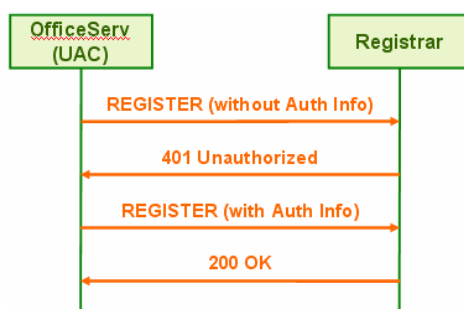 OfficeServ
(UAC)
Registrar
REGISTER (without Auth Info)
401 Unauthorized
REGISTER (with Auth Info)
200 OK